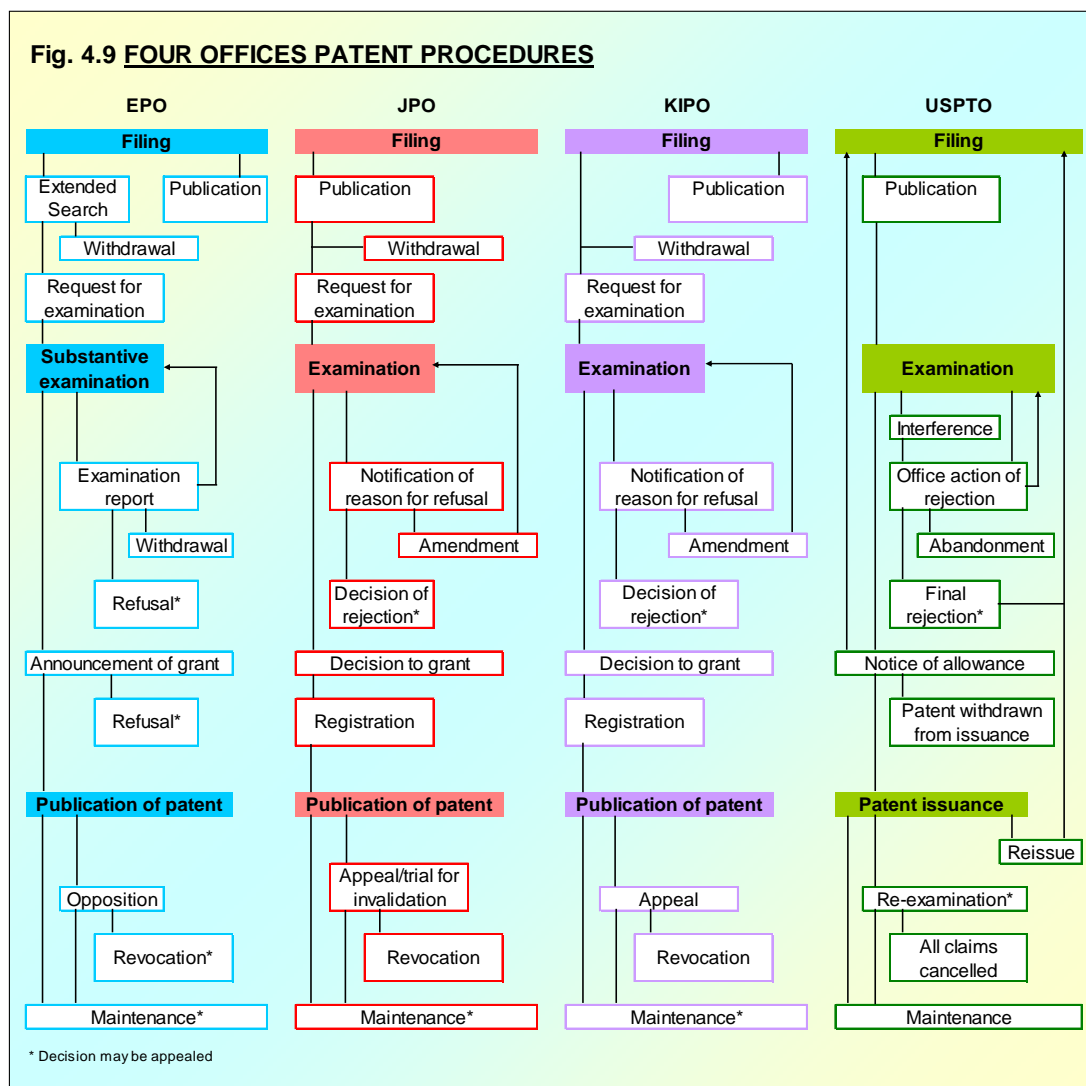 Fig. 4.9 FOUR OFFICES PATENT PROCEDURES
EPO
Filing
Extended
Search
Publication
Withdrawal
Request for
examination
Substantive
examination
Examination
report
Withdrawal
Refusal*
Announcement of grant
Refusal*
Publication of patent
Opposition
Revocation*
Maintenance*
JPO
Filing
Publication
Withdrawal
Request for
examination
Examination
Notification of
reason for refusal
Amendment
Decision of
rejection*
Decision to grant
Registration
Publication of patent
Appeal/trial for
invalidation
Revocation
Maintenance*
KIPO
Filing
Publication
Withdrawal
Request for
examination
Examination
Notification of
reason for refusal
Amendment
Decision of
rejection*
Decision to grant
Registration
Publication of patent
Appeal
Revocation
Maintenance*
USPTO
Filing
Publication
Examination
Interference
Office action of
rejection
Abandonment
Final
rejection*
Notice of allowance
Patent withdrawn
from issuance
Patent issuance
Reissue
Re-examination*
All claims
cancelled
Maintenance
* Decision may be appealed